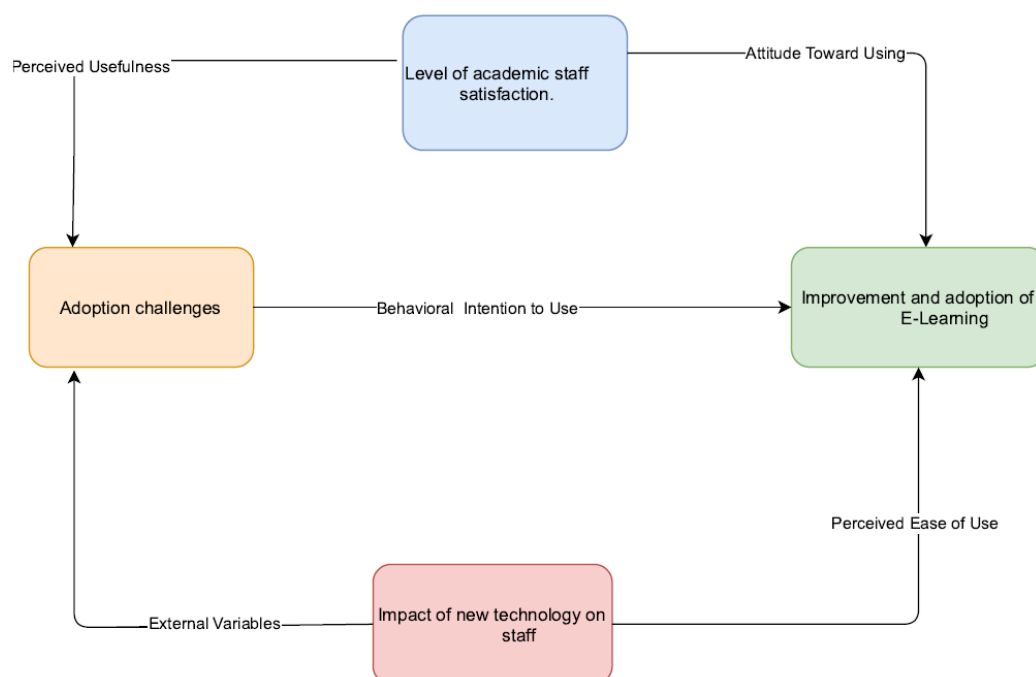 Perceived Usefulness
Level of academic staff
satisfaction.
Attitude Toward Using
Adoption challenges
Behavioral Intention to Use
Improvement and adoption of
E-Learning
Perceived Ease of Use
External Variables
Impact of new technology on
staff